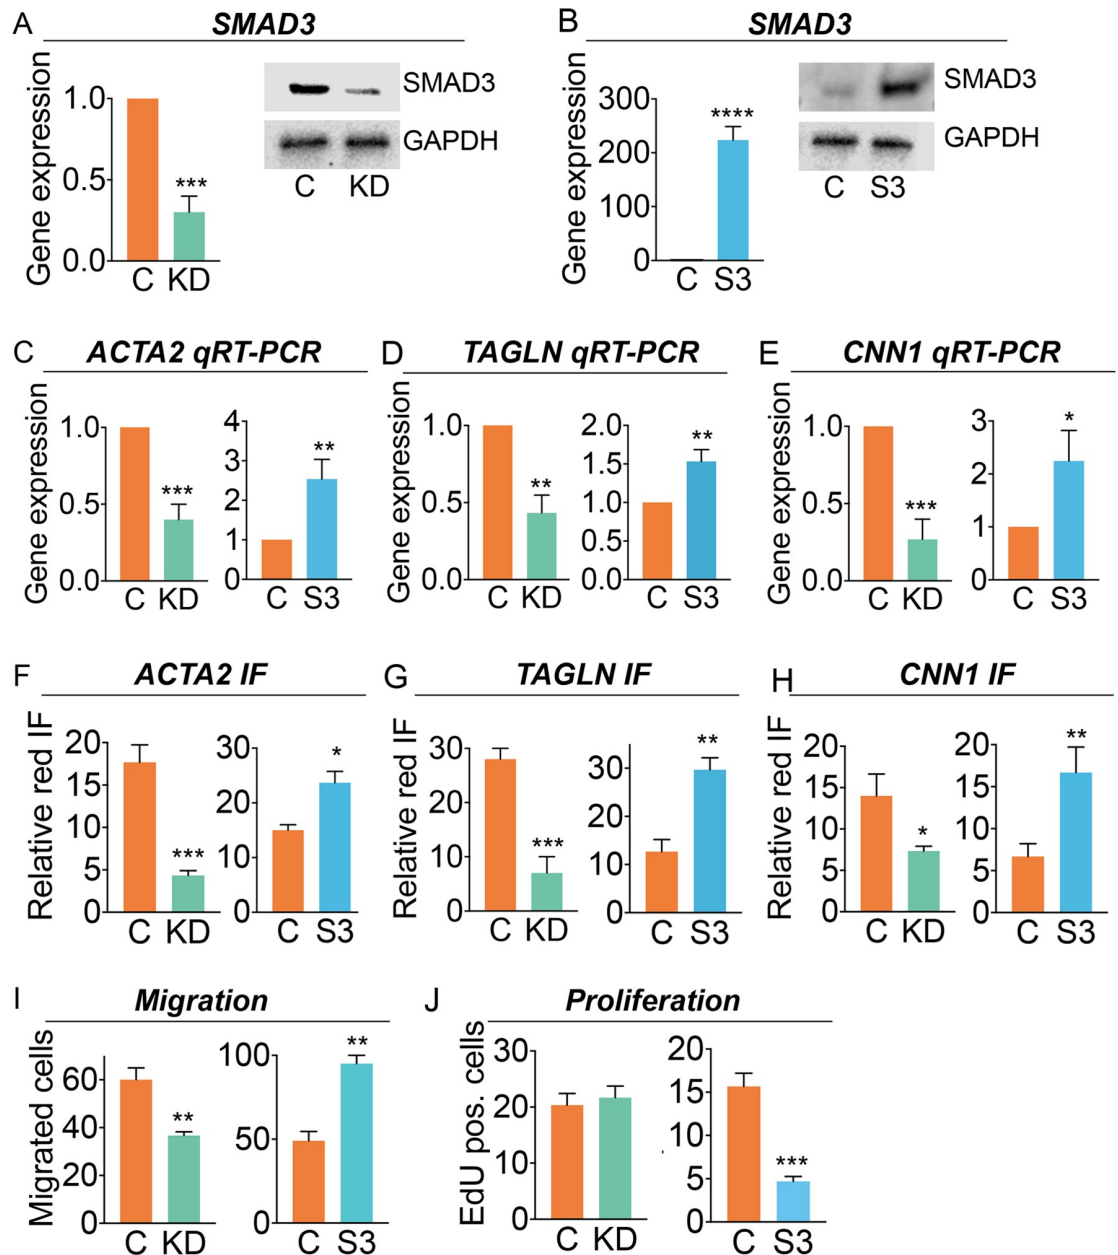 A SMAD3
Gene expression
1.0
0.5
0.0
***
C KD
SMAD3
GAPDH
C KD
B SMAD3
Gene expression
300
200
100
0
****
C S3
SMAD3
GAPDH
C S3
C ACTA2 qRT-PCR
Gene expression
1.0
0.5
0.0
***
C KD
4
3
2
1
0
**
C S3
D TAGLN qRT-PCR
Gene expression
1.0
0.5
0.0
**
C KD
2.0
1.5
1.0
0.5
0.0
**
C S3
E CNN1 qRT-PCR
Gene expression
1.0
0.5
0.0
***
C KD
3
2
1
0
*
C S3
F ACTA2 IF
Relative red IF
20
15
10
5
0
***
C KD
30
20
10
0
*
C S3
G TAGLN IF
Relative red IF
30
20
10
0
***
C KD
30
20
10
0
**
C S3
H CNN1 IF
Relative red IF
20
15
10
5
0
*
C KD
20
15
10
5
0
**
C S3
I Migration
Migrated cells
60
40
20
0
**
C KD
100
50
0
**
C S3
J Proliferation
EdU pos. cells
30
20
10
0
C KD
20
15
10
5
0
***
C S3